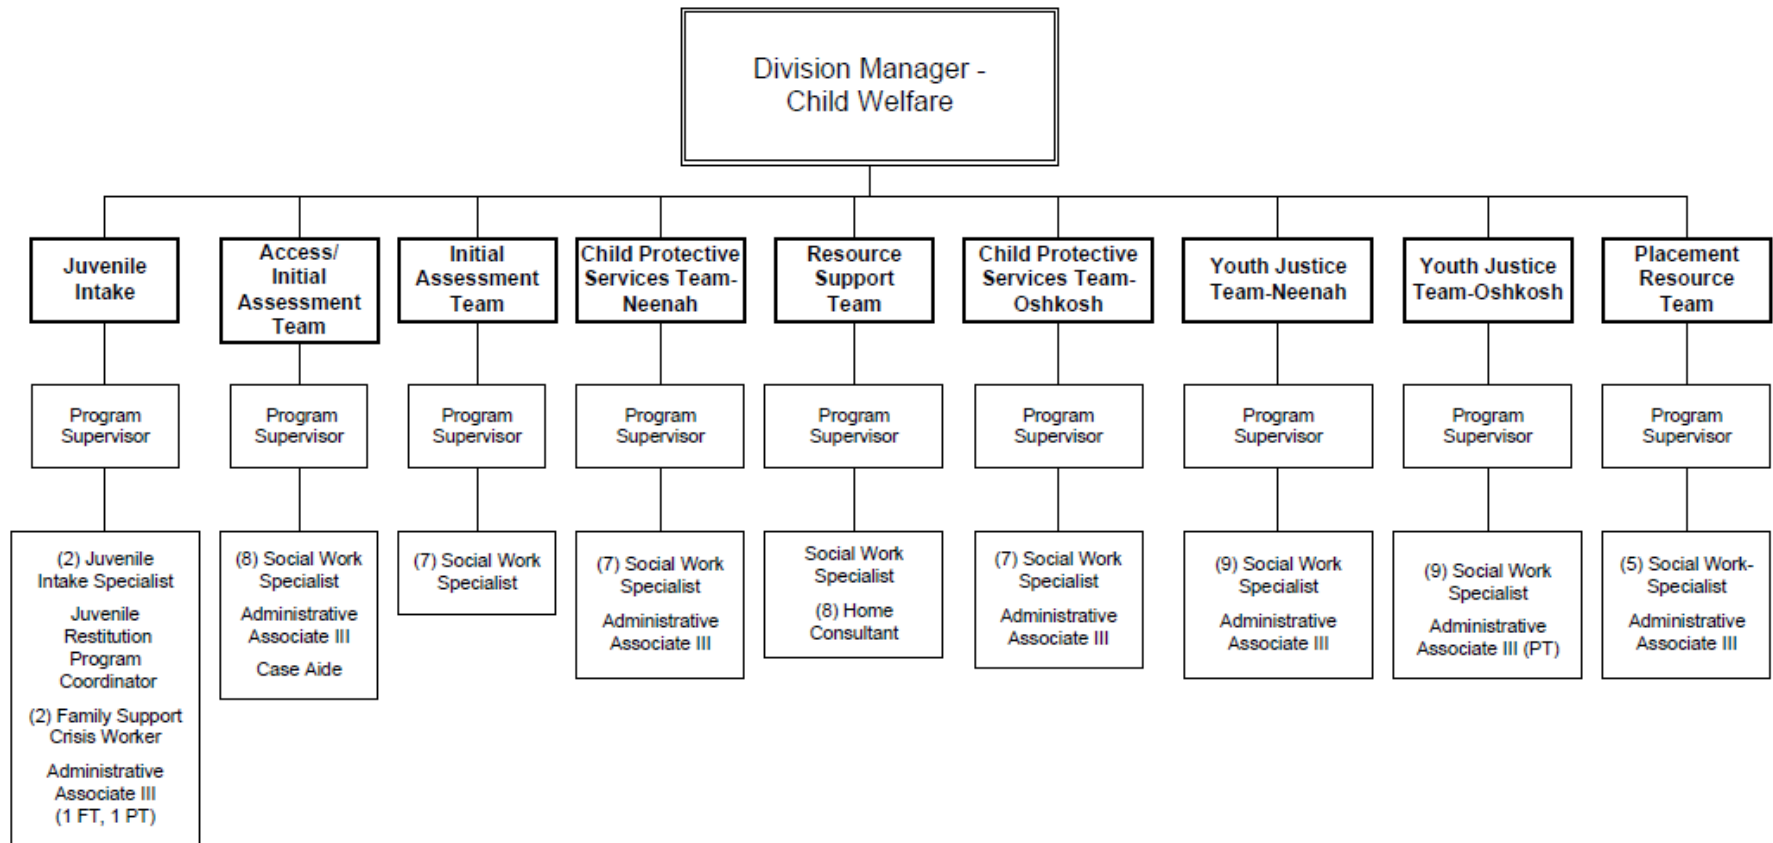 Division Manager -
Child Welfare
Juvenile
Intake
Access/
Initial
Assessment
Team
Initial
Assessment
Team
Child Protective
Services Team-
Neenah
Resource
Support
Team
Child Protective
Services Team-
Oshkosh
Youth Justice
Team-Neenah
Youth Justice
Team-Oshkosh
Placement
Resource
Team
Program
Supervisor
Program
Supervisor
Program
Supervisor
Program
Supervisor
Program
Supervisor
Program
Supervisor
Program
Supervisor
Program
Supervisor
Program
Supervisor
(2) Juvenile
Intake Specialist
Juvenile
Restitution
Program
Coordinator
(2) Family Support
Crisis Worker
Administrative
Associate III
(1 FT, 1 PT)
(8) Social Work
Specialist
Administrative
Associate III
Case Aide
(7) Social Work
Specialist
(7) Social Work
Specialist
Administrative
Associate III
Social Work
Specialist
(8) Home
Consultant
(7) Social Work
Specialist
Administrative
Associate III
(9) Social Work
Specialist
Administrative
Associate III
(9) Social Work
Specialist
Administrative
Associate III (PT)
(5) Social Work-
Specialist
Administrative
Associate III